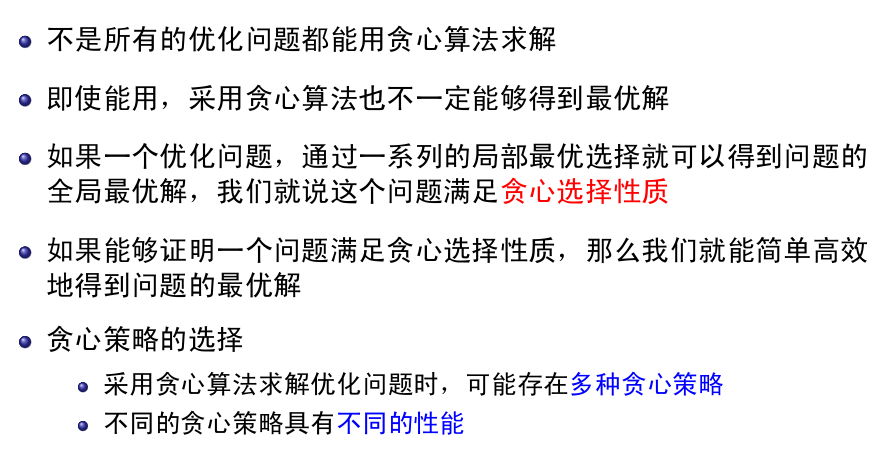 不是所有的优化问题都能用贪心算法求解
即使能用，采用贪心算法也不一定能够得到最优解
如果一个优化问题，通过一系列的局部最优选择就可以得到问题的
全局最优解，我们就说这个问题满足贪心选择性质
如果能够证明一个问题满足贪心选择性质，那么我们就能简单高效
地得到问题的最优解
贪心策略的选择
采用贪心算法求解优化问题时，可能存在多种贪心策略
不同的贪心策略具有不同的性能